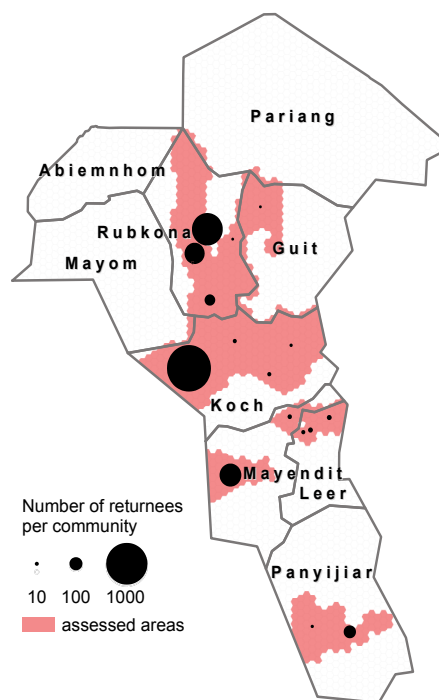 Pariang
Abiemnhom
Rubkona
Guit
Mayom
Koch
Mayendit
Leer
Number of returnees
per community
10 100 1000
assessed areas
Panyijiar